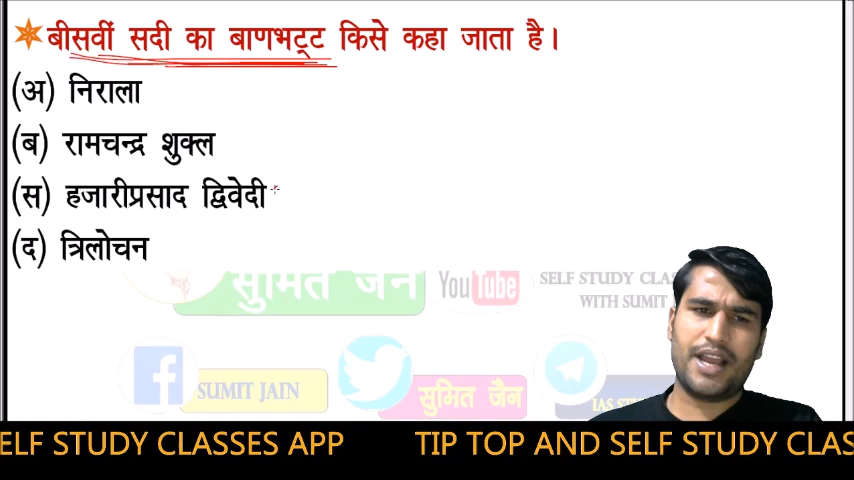 बीसवीं सदी का बाणभट्ट किसे कहा जाता है।
(अ) निराला
(ब) रामचन्द्र शुक्ल
(स) हजारीप्रसाद द्विवेदी
(द) त्रिलोचन
सुमित जैन
YouTube
SELF STUDY CLAS
WITH SUMIT
SUMIT JAIN
सुमित जैन
IAS
ELF STUDY CLASSES APP TIP TOP AND SELF STUDY CLAS